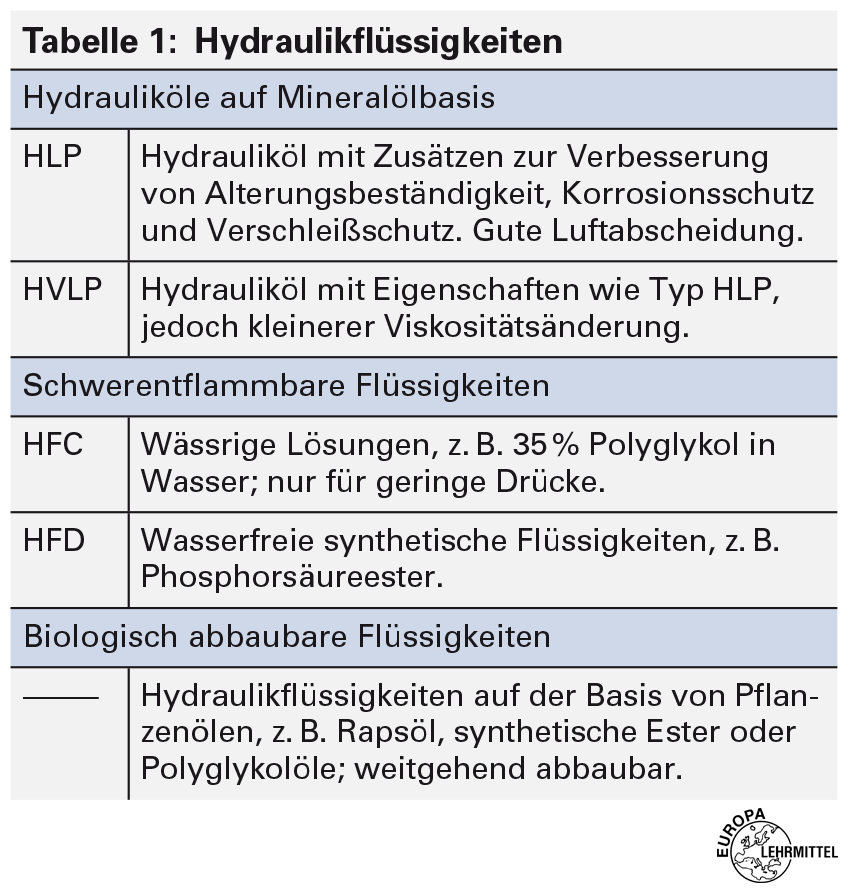 Tabelle 1: Hydraulikflüssigkeiten
Hydrauliköle auf Mineralölbasis
HLP Hydrauliköl mit Zusätzen zur Verbesserung
von Alterungsbeständigkeit, Korrosionsschutz
und Verschleißschutz. Gute Luftabscheidung.
HVLP Hydrauliköl mit Eigenschaften wie Typ HLP,
jedoch kleinerer Viskositätsänderung.
Schwerentflammbare Flüssigkeiten
HFC Wässrige Lösungen, z. B. 35 % Polyglykol in
Wasser; nur für geringe Drücke.
HFD Wasserfreie synthetische Flüssigkeiten, z. B.
Phosphorsäureester.
Biologisch abbaubare Flüssigkeiten
—— Hydraulikflüssigkeiten auf der Basis von Pflan-
zenölen, z. B. Rapsöl, synthetische Ester oder
Polyglykolöle; weitgehend abbaubar.
EUROPA
LEHRMITTEL